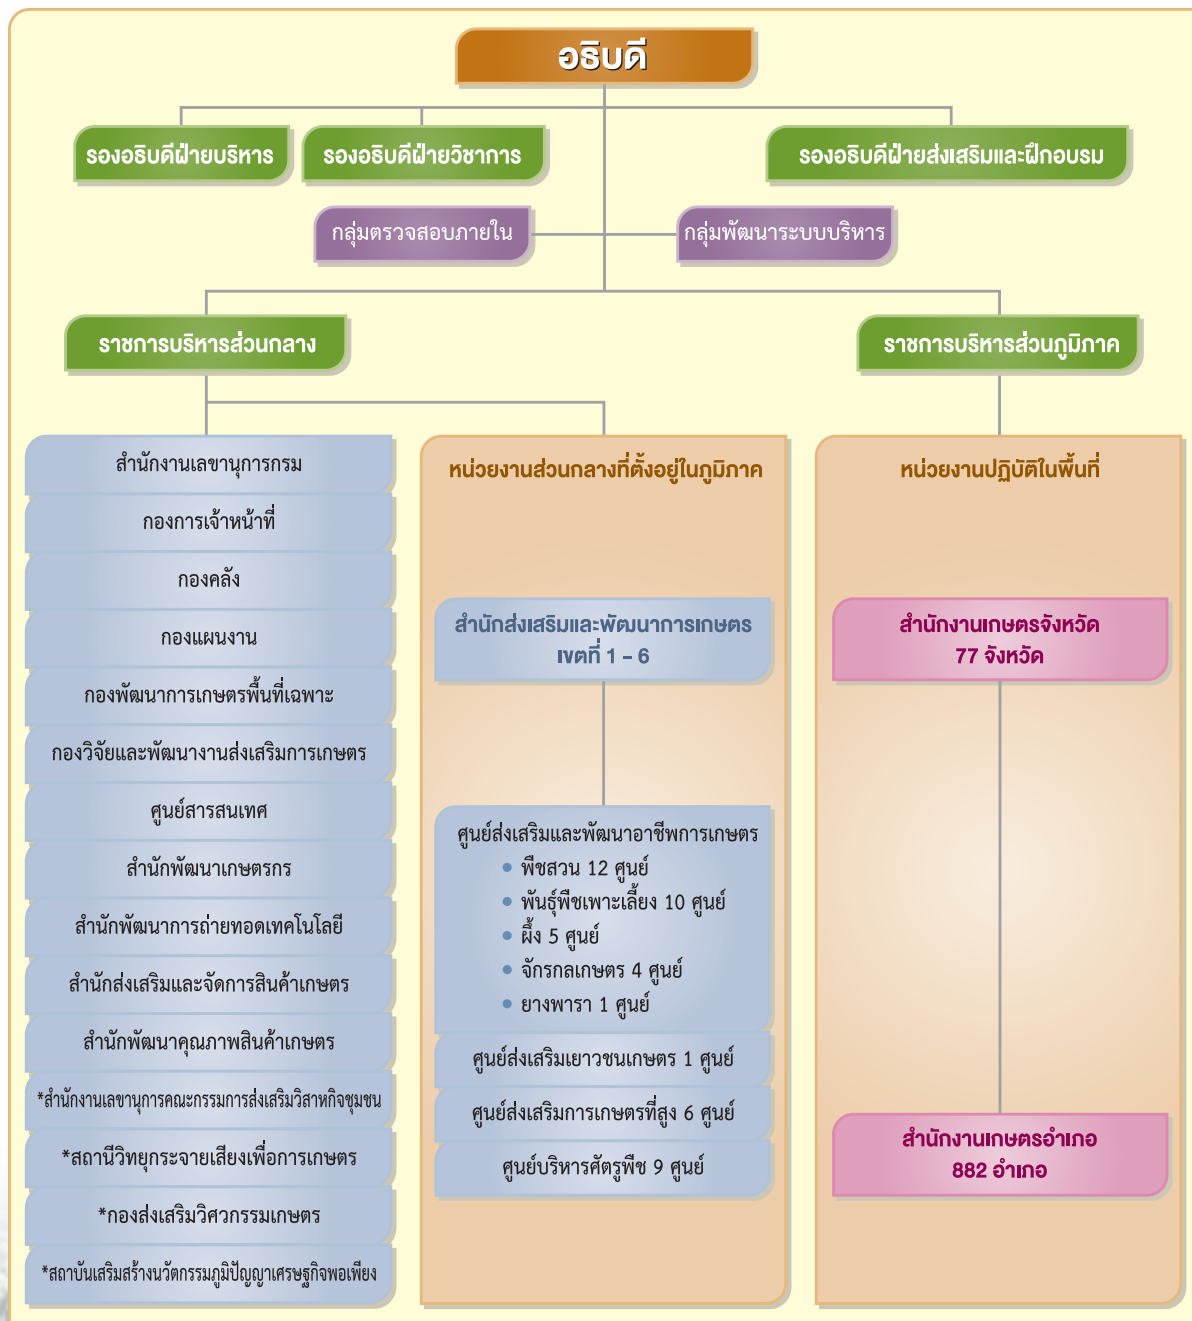 อธิบดี
รองอธิบดีฝ่ายบริหาร
รองอธิบดีฝ่ายวิชาการ
รองอธิบดีฝ่ายส่งเสริมและฝึกอบรม
กลุ่มตรวจสอบภายใน
กลุ่มพัฒนาระบบบริหาร
ราชการบริหารส่วนกลาง
ราชการบริหารส่วนภูมิภาค
สำนักงานเลขานุการกรม
กองการเจ้าหน้าที่
กองคลัง
กองแผนงาน
กองพัฒนาการเกษตรพื้นที่เฉพาะ
กองวิจัยและพัฒนางานส่งเสริมการเกษตร
ศูนย์สารสนเทศ
สำนักพัฒนาเกษตรกร
สำนักพัฒนาการถ่ายทอดเทคโนโลยี
สำนักส่งเสริมและจัดการสินค้าเกษตร
สำนักพัฒนาคุณภาพสินค้าเกษตร
*สำนักงานเลขานุการคณะกรรมการส่งเสริมวิสาหกิจชุมชน
*สถานีวิทยุกระจายเสียงเพื่อการเกษตร
*กองส่งเสริมวิศวกรรมเกษตร
*สถาบันเสริมสร้างนวัตกรรมภูมิปัญญาเศรษฐกิจพอเพียง
หน่วยงานส่วนกลางที่ตั้งอยู่ในภูมิภาค
สำนักส่งเสริมและพัฒนาการเกษตร
เขตที่ 1 - 6
ศูนย์ส่งเสริมและพัฒนาอาชีพการเกษตร
• พืชสวน 12 ศูนย์
• พันธุ์พืชเพาะเลี้ยง 10 ศูนย์
• ผึ้ง 5 ศูนย์
• จักรกลเกษตร 4 ศูนย์
• ยางพารา 1 ศูนย์
ศูนย์ส่งเสริมเยาวชนเกษตร 1 ศูนย์
ศูนย์ส่งเสริมการเกษตรที่สูง 6 ศูนย์
ศูนย์บริหารศัตรูพืช 9 ศูนย์
หน่วยงานปฏิบัติในพื้นที่
สำนักงานเกษตรจังหวัด
77 จังหวัด
สำนักงานเกษตรอำเภอ
882 อำเภอ